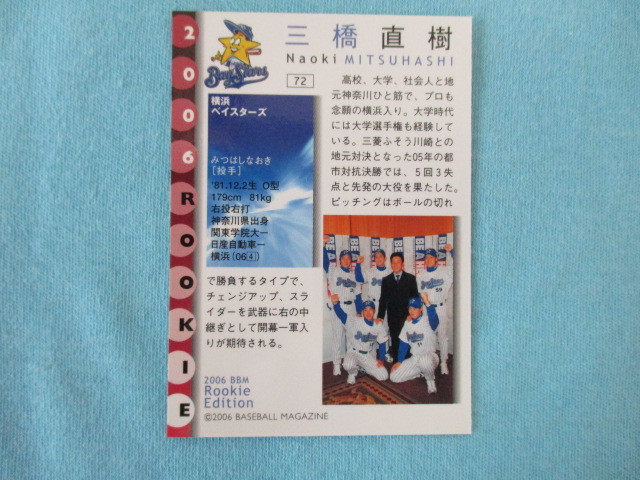 2006 ROOKIE
BayStars
三橋直樹
Naoki MITSUHASHI
72
横浜
ベイスターズ
みつはしなおき
[投手]
'81.12.2生 O型
179cm 81kg
右投右打
神奈川県出身
関東学院大―
日産自動車―
横浜(06④)
高校、大学、社会人と地
元神奈川ひと筋で、プロも
念願の横浜入り。大学時代
には大学選手権も経験して
いる。三菱ふそう川崎との
地元対決となった05年の都
市対抗決勝では、5回3失
点と先発の大役を果たした。
ピッチングはボールの切れ
で勝負するタイプで、
チェンジアップ、スラ
イダーを武器に右の中
継ぎとして開幕一軍入
りが期待される。
2006 BBM
Rookie
Edition
©2006 BASEBALL MAGAZINE